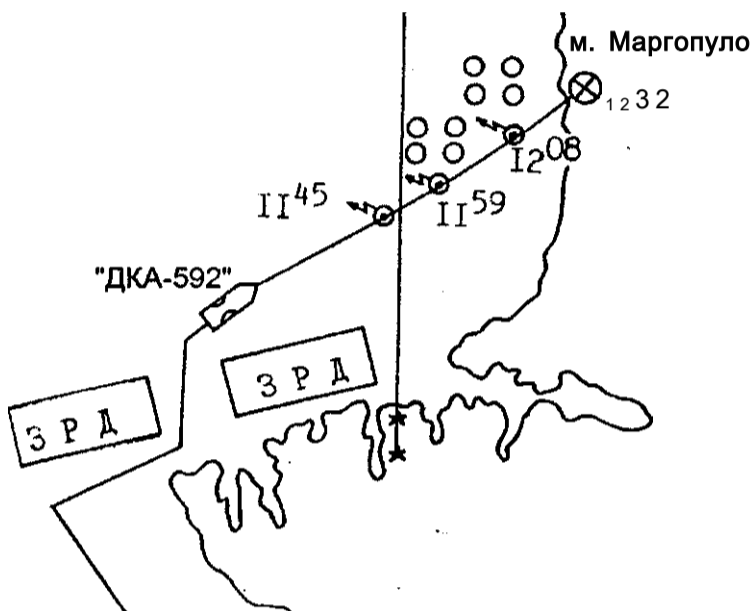 м. Маргопуло
1232
I2⁰⁸
II⁵⁹
II⁴⁵
"ДКА-592"
З Р Д
З Р Д